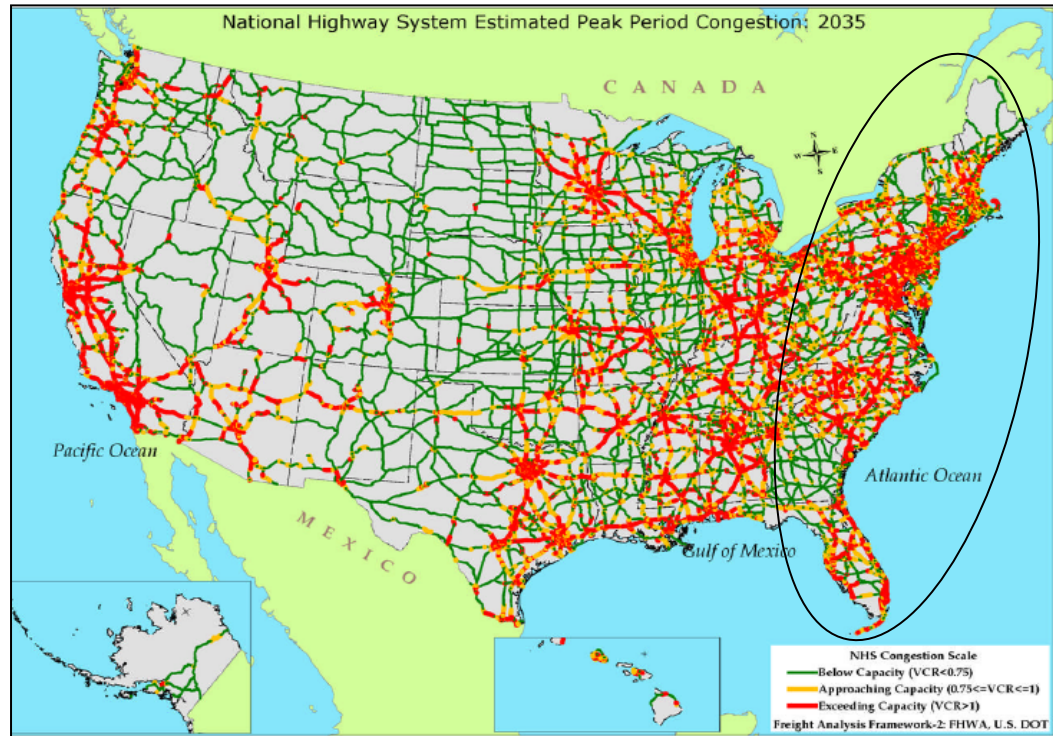 National Highway System Estimated Peak Period Congestion: 2035
CANADA
N
W E
S
Pacific Ocean
Atlantic Ocean
MEXICO
Gulf of Mexico
NHS Congestion Scale
Below Capacity (VCR<0.75)
Approaching Capacity (0.75<=VCR<=1)
Exceeding Capacity (VCR>1)
Freight Analysis Framework-2: FHWA, U.S. DOT